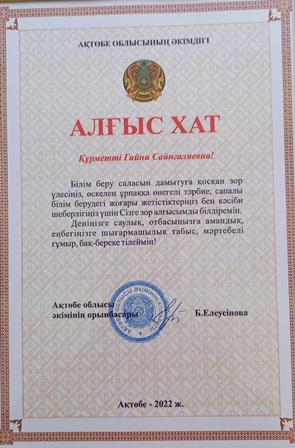 АҚТӨБЕ ОБЛЫСЫНЫҢ ӘКІМДІГІ
АЛҒЫС ХАТ
Құрметті Гайни Сайнгалиевна!
Білім беру саласын дамытуға қосқан зор
үлесіңіз, өскелең ұрпаққа өнегелі тәрбие, сапалы
білім берудегі жоғары жетістіктеріңіз бен кәсіби
шеберлігіңіз үшін Сізге зор алғысымды білдіремін.
Деніңізге саулық, отбасыңызға амандық,
еңбегіңізге шығармашылық табыс, мәртебелі
ғұмыр, бақ-береке тілеймін!
Ақтөбе облысы
әкімінің орынбасары
Б.Елеусінова
Ақтөбе - 2022 ж.